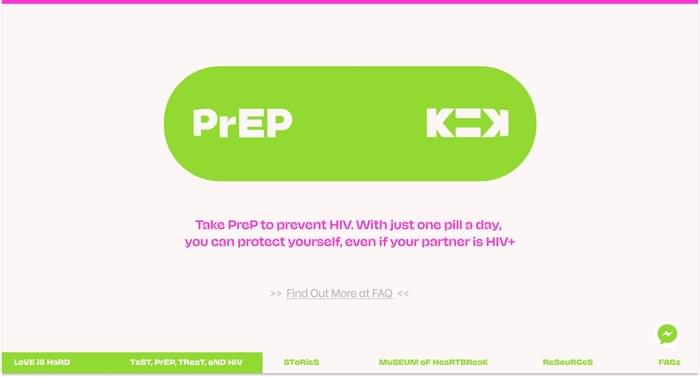 PrEP K=K
Take PreP to prevent HIV. With just one pill a day,
you can protect yourself, even if your partner is HIV+
>> Find Out More at FAQ <<
LoVE iS HaRD TeST, PrEP, TReaT, eND HIV SToRieS MuSEUM oF HeaRTBReaK ReSoURCeS FAQs